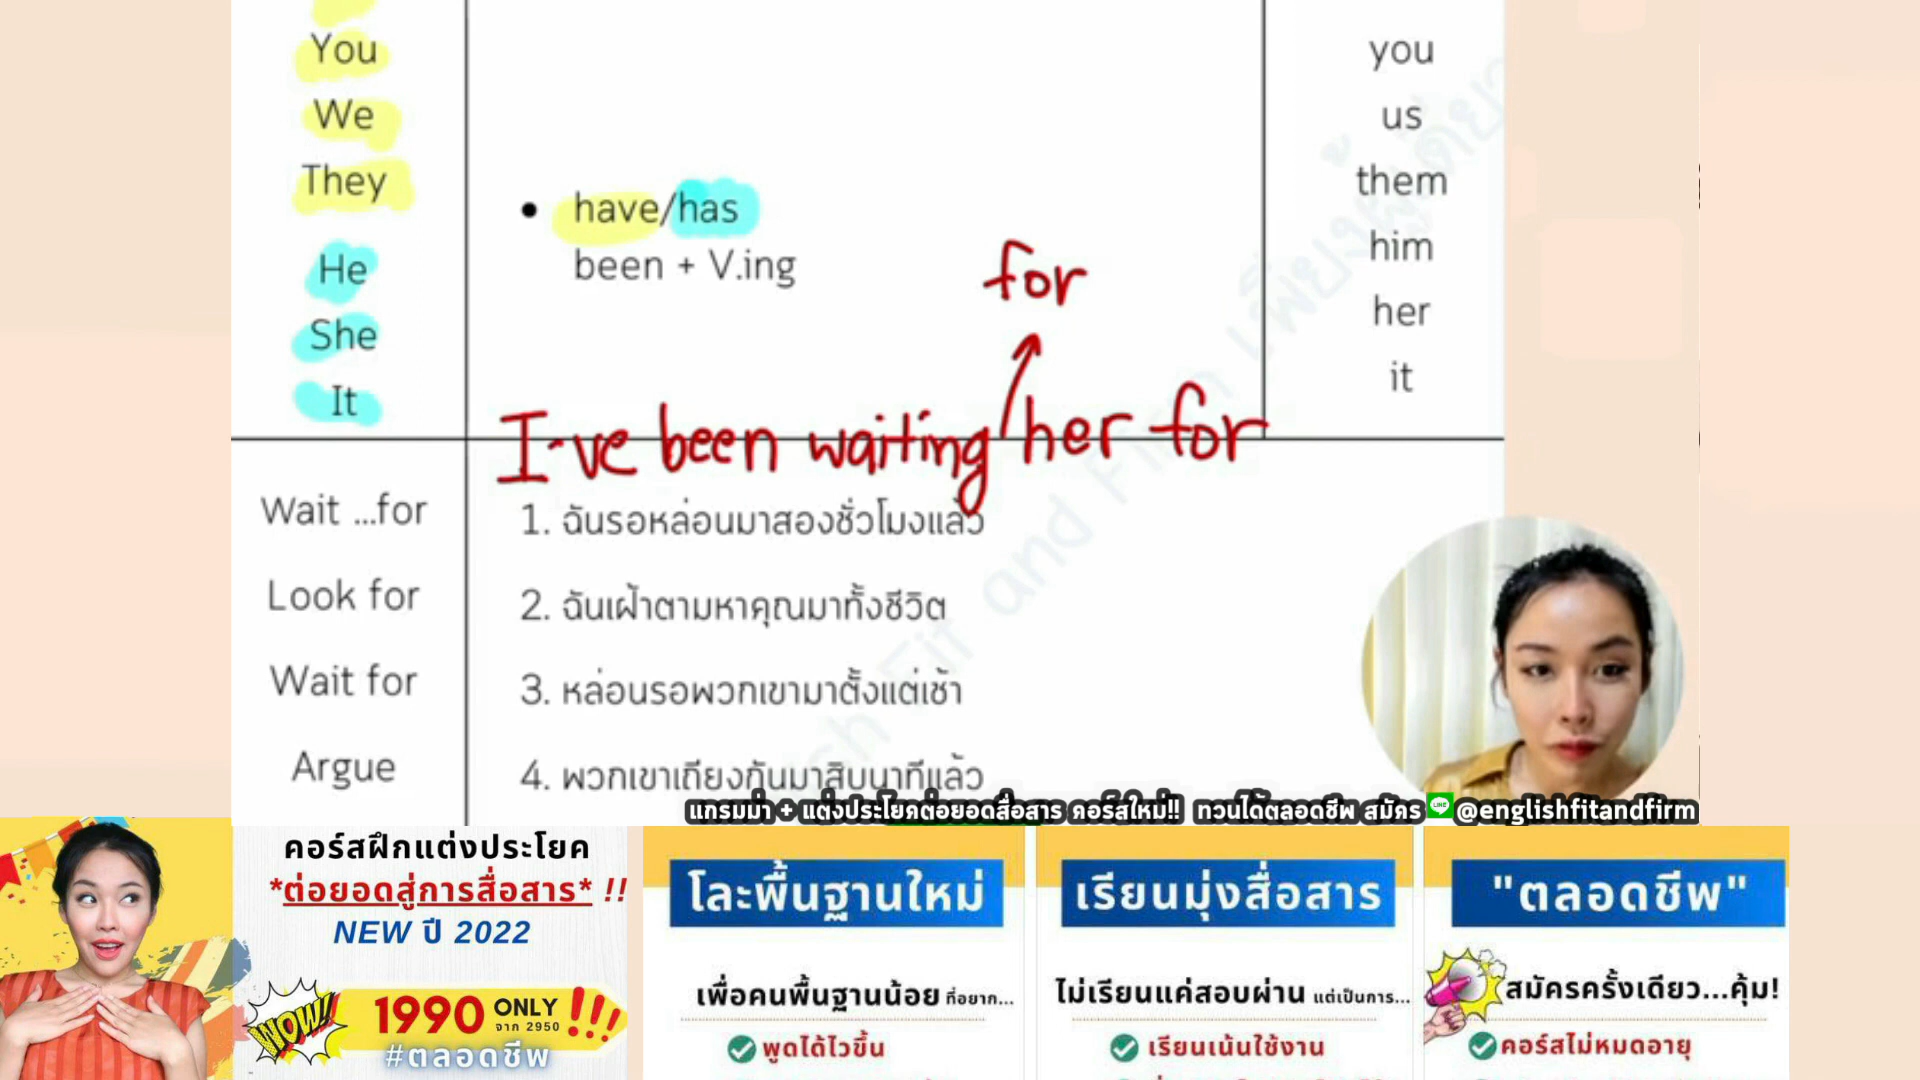 You
We
They
He
She
It
• have/has
been + V.ing
for
I've been waiting her for
you
us
them
him
her
it
Wait ...for
Look for
Wait for
Argue
1. ฉันรอหล่อนมาสองชั่วโมงแล้ว
2. ฉันเฝ้าตามหาคุณมาทั้งชีวิต
3. หล่อนรอพวกเขามาตั้งแต่เช้า
4. พวกเขาเถียงกันมาสิบนาทีแล้ว
แกรมม่า + แต่งประโยคต่อยอดสื่อสาร คอร์สใหม่!! ทวนได้ตลอดชีพ สมัคร LINE @englishfitandfirm
คอร์สฝึกแต่งประโยค
*ต่อยอดสู่การสื่อสาร* !!
NEW ปี 2022
WOW!! 1990 ONLY จาก 2950 !!!
#ตลอดชีพ
โละพื้นฐานใหม่
เพื่อคนพื้นฐานน้อย ที่อยาก...
พูดได้ไวขึ้น
เรียนมุ่งสื่อสาร
ไม่เรียนแค่สอบผ่าน แต่เป็นการ...
เรียนเน้นใช้งาน
"ตลอดชีพ"
สมัครครั้งเดียว...คุ้ม!
คอร์สไม่หมดอายุ